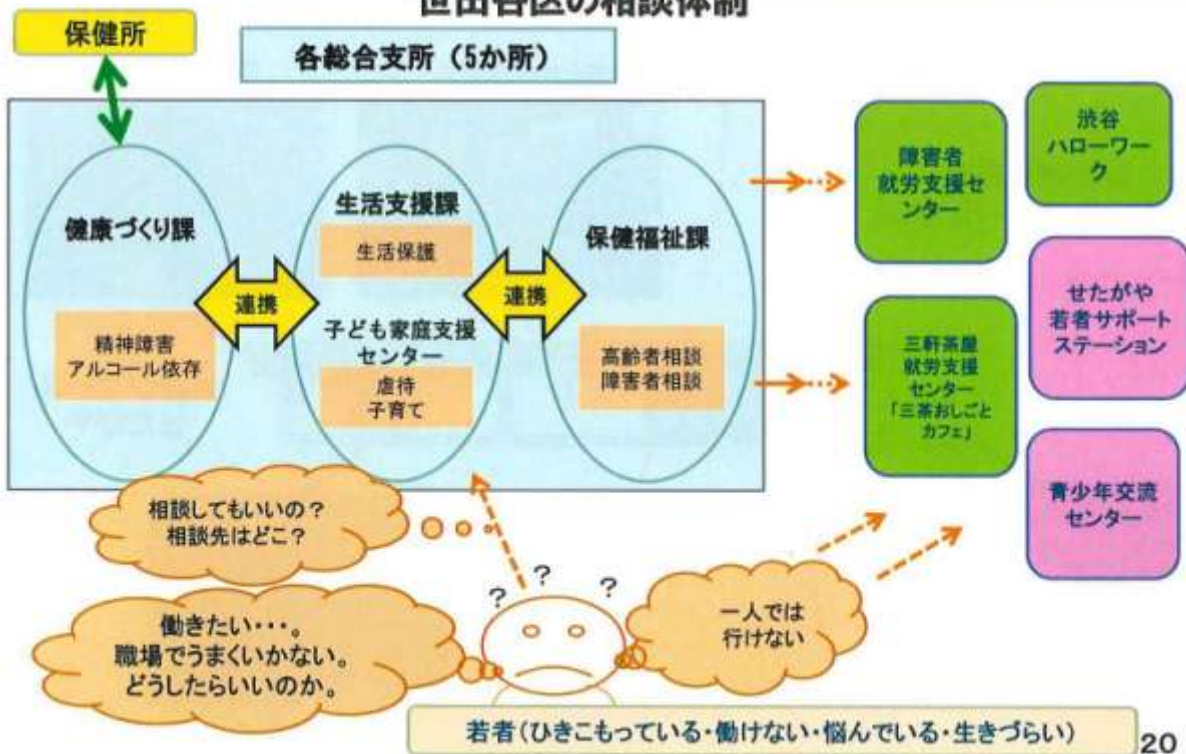 世田谷区の相談体制
保健所
各総合支所（5か所）
健康づくり課
精神障害
アルコール依存
連携
生活支援課
生活保護
子ども家庭支援
センター
虐待
子育て
連携
保健福祉課
高齢者相談
障害者相談
障害者
就労支援セ
ンター
渋谷
ハローワー
ク
三軒茶屋
就労支援
センター
「三茶おしごと
カフェ」
せたがや
若者サポート
ステーション
青少年交流
センター
相談してもいいの？
相談先はどこ？
働きたい・・・。
職場でうまくいかない。
どうしたらいいのか。
？
？
？
一人では
行けない
若者（ひきこもっている・働けない・悩んでいる・生きづらい）
20